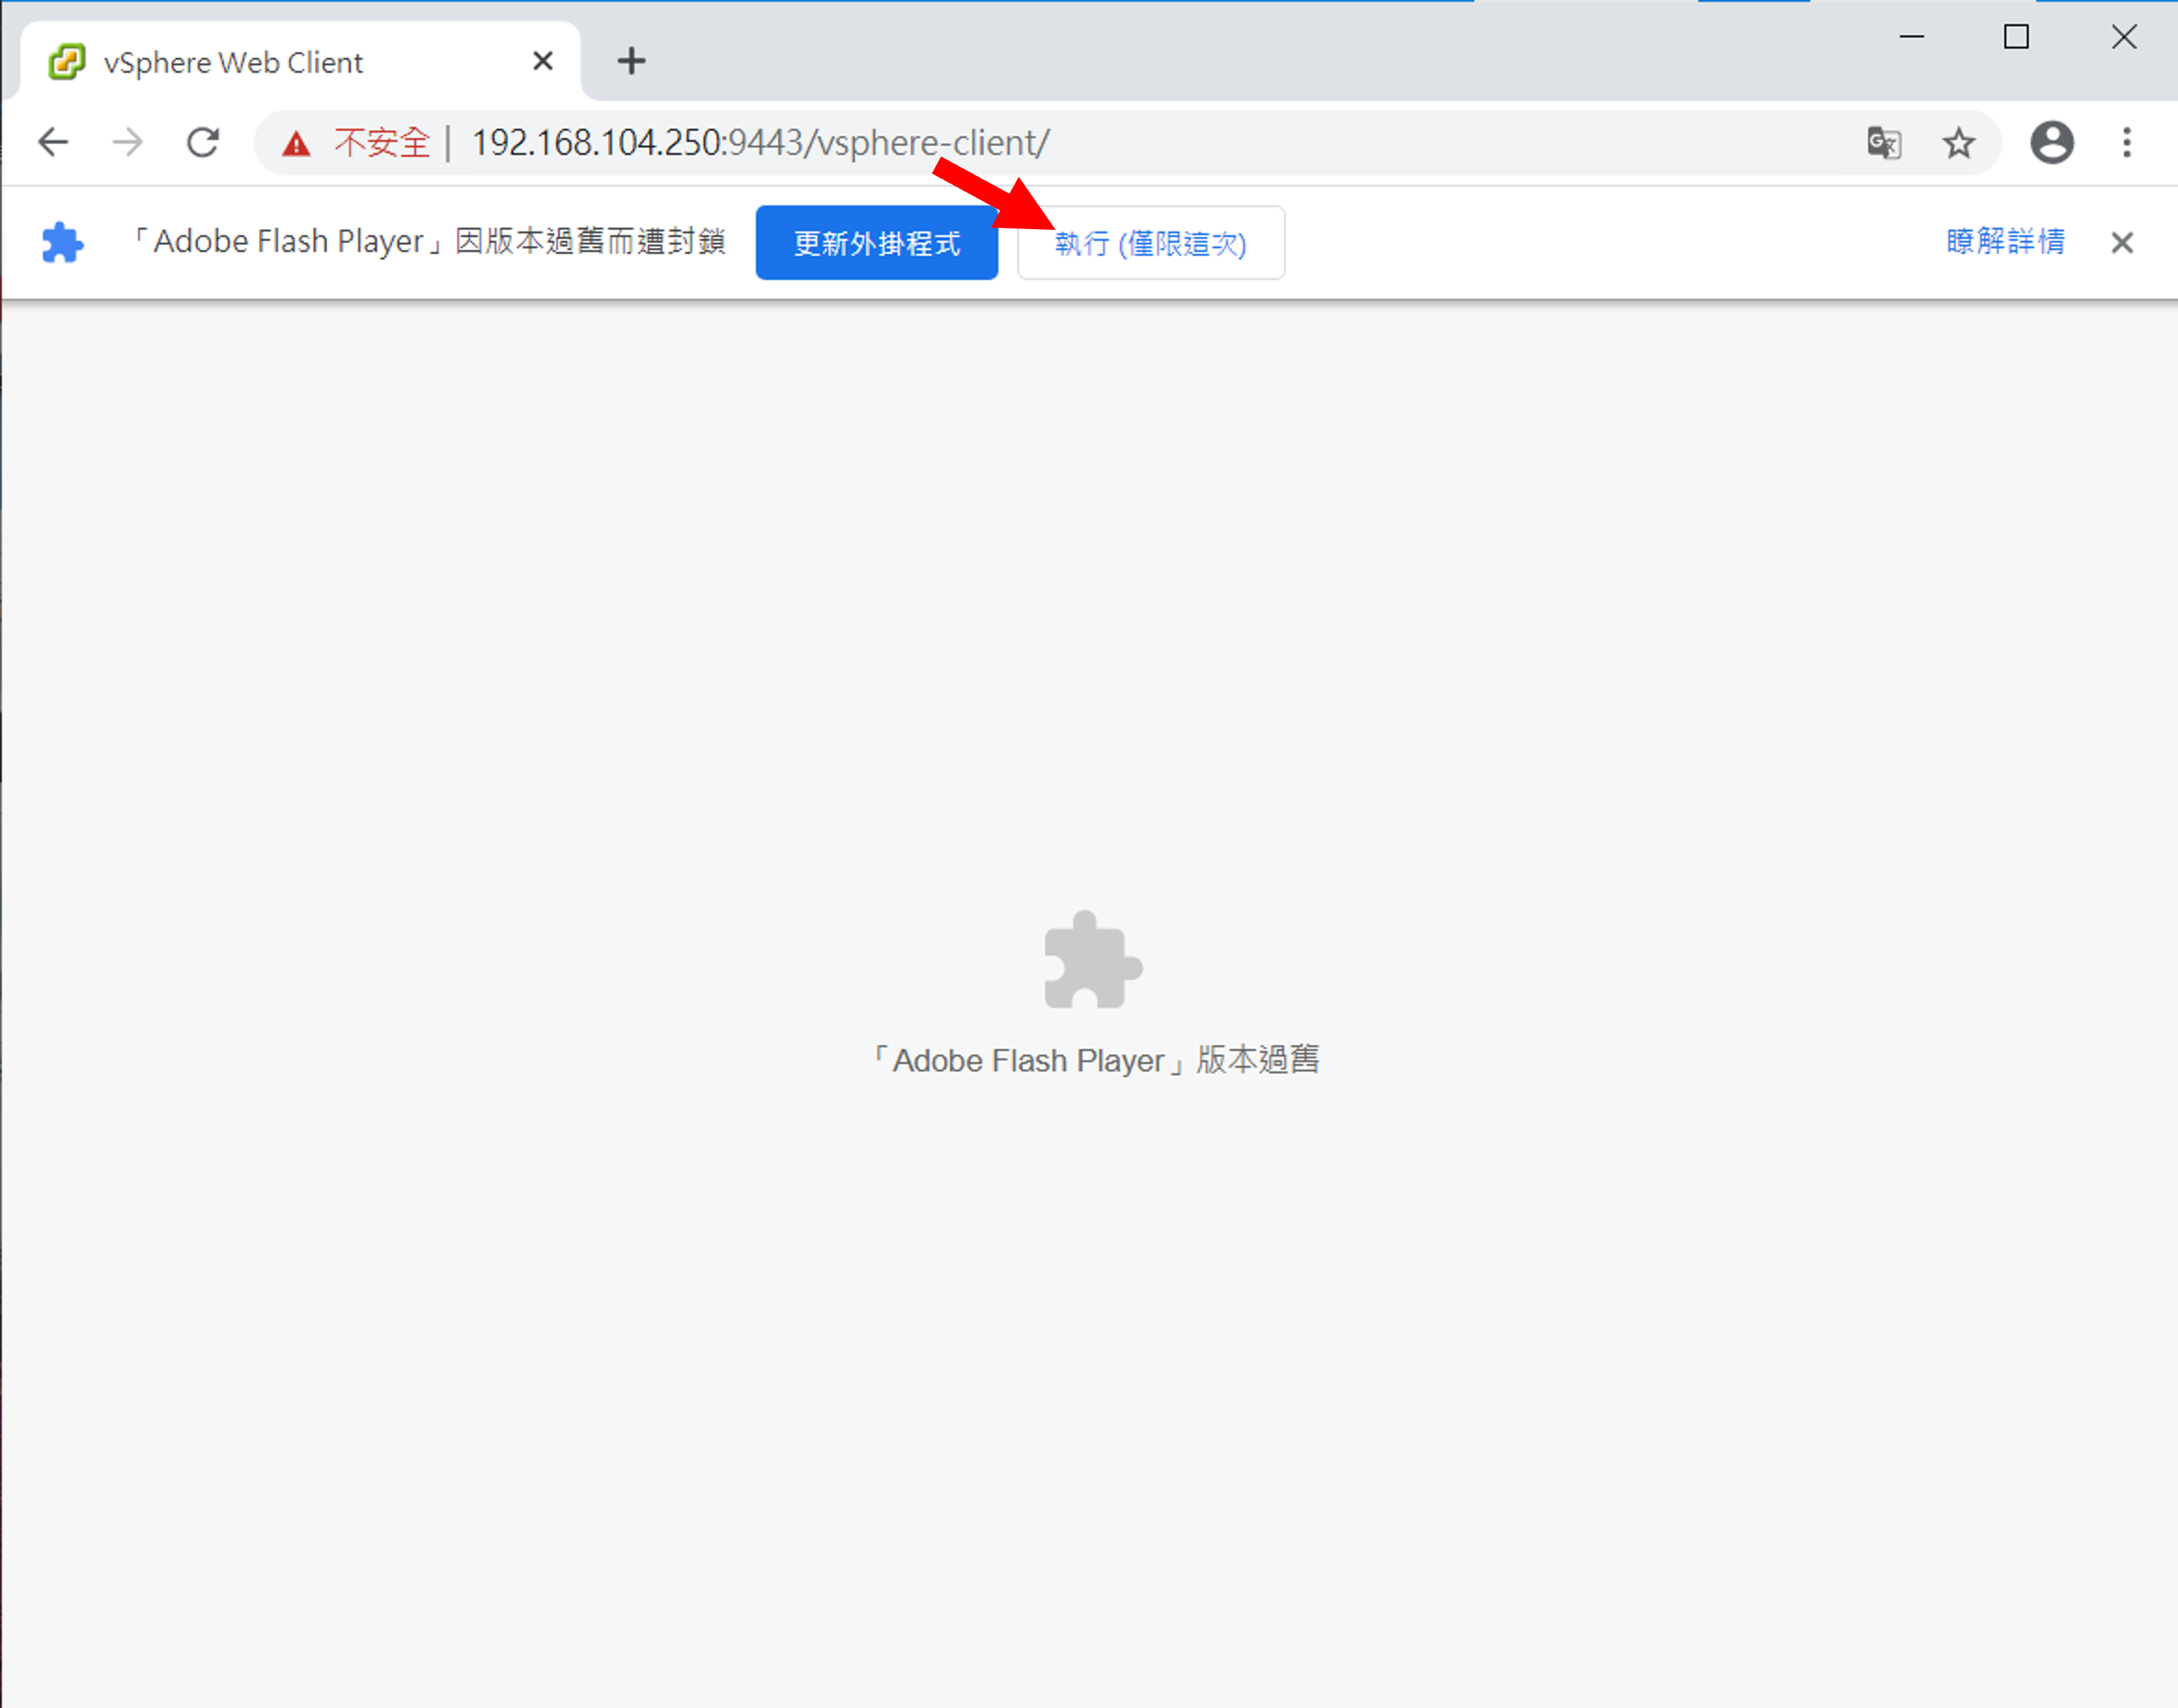 vSphere Web Client
不安全 192.168.104.250:9443/vsphere-client/
「Adobe Flash Player」因版本過舊而遭封鎖 更新外掛程式 執行 (僅限這次) 瞭解詳情
「Adobe Flash Player」版本過舊